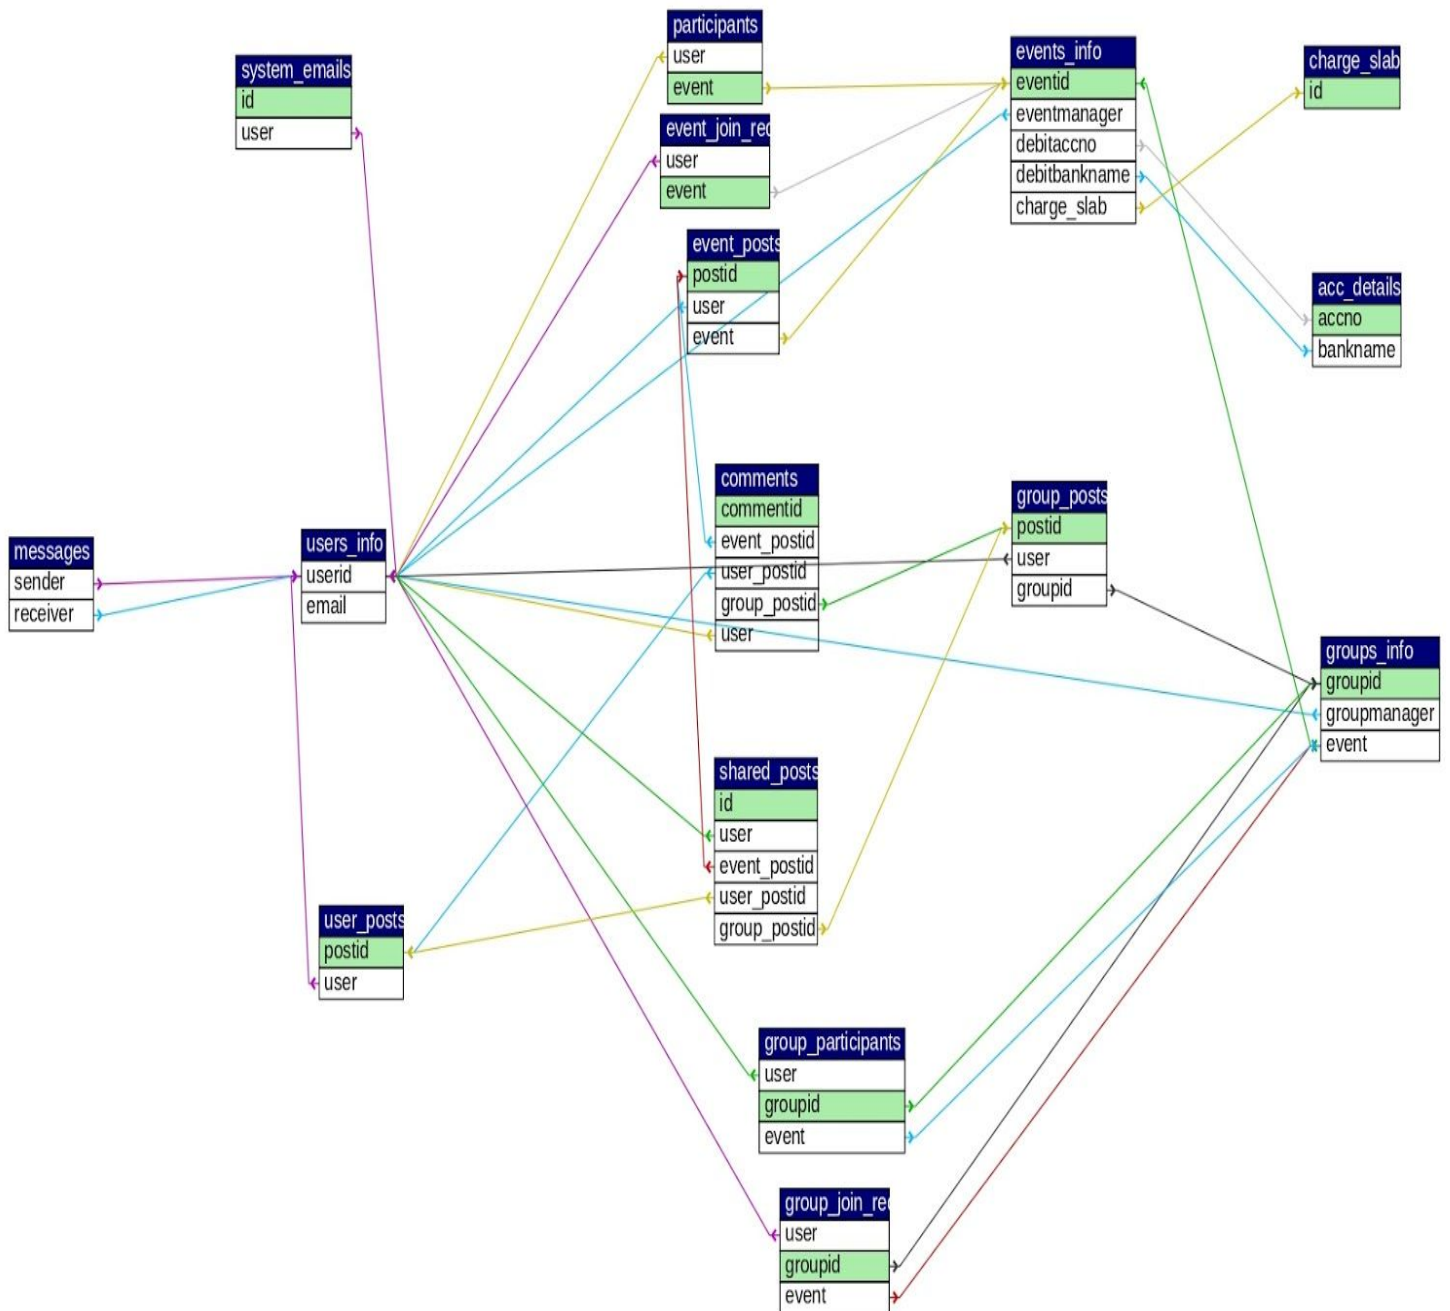 participants
user
event
system_emails
id
user
events_info
eventid
eventmanager
debitaccno
debitbankname
charge_slab
charge_slab
id
event_join_req
user
event
event_posts
postid
user
event
acc_details
accno
bankname
comments
commentid
event_postid
user_postid
group_postid
user
group_posts
postid
user
groupid
messages
sender
receiver
users_info
userid
email
groups_info
groupid
groupmanager
event
shared_posts
id
user
event_postid
user_postid
group_postid
user_posts
postid
user
group_participants
user
groupid
event
group_join_req
user
groupid
event